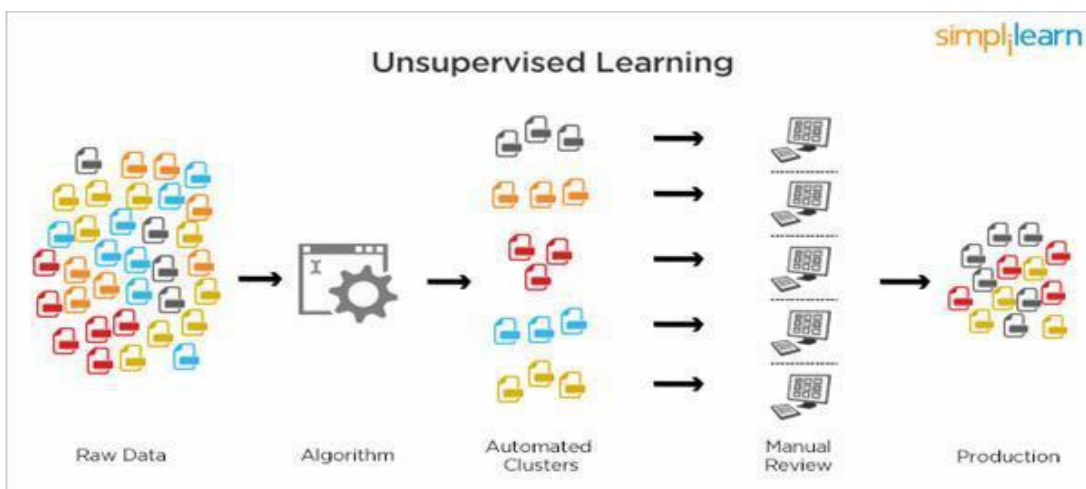 simplilearn
Unsupervised Learning
Raw Data
Algorithm
Automated
Clusters
Manual
Review
Production